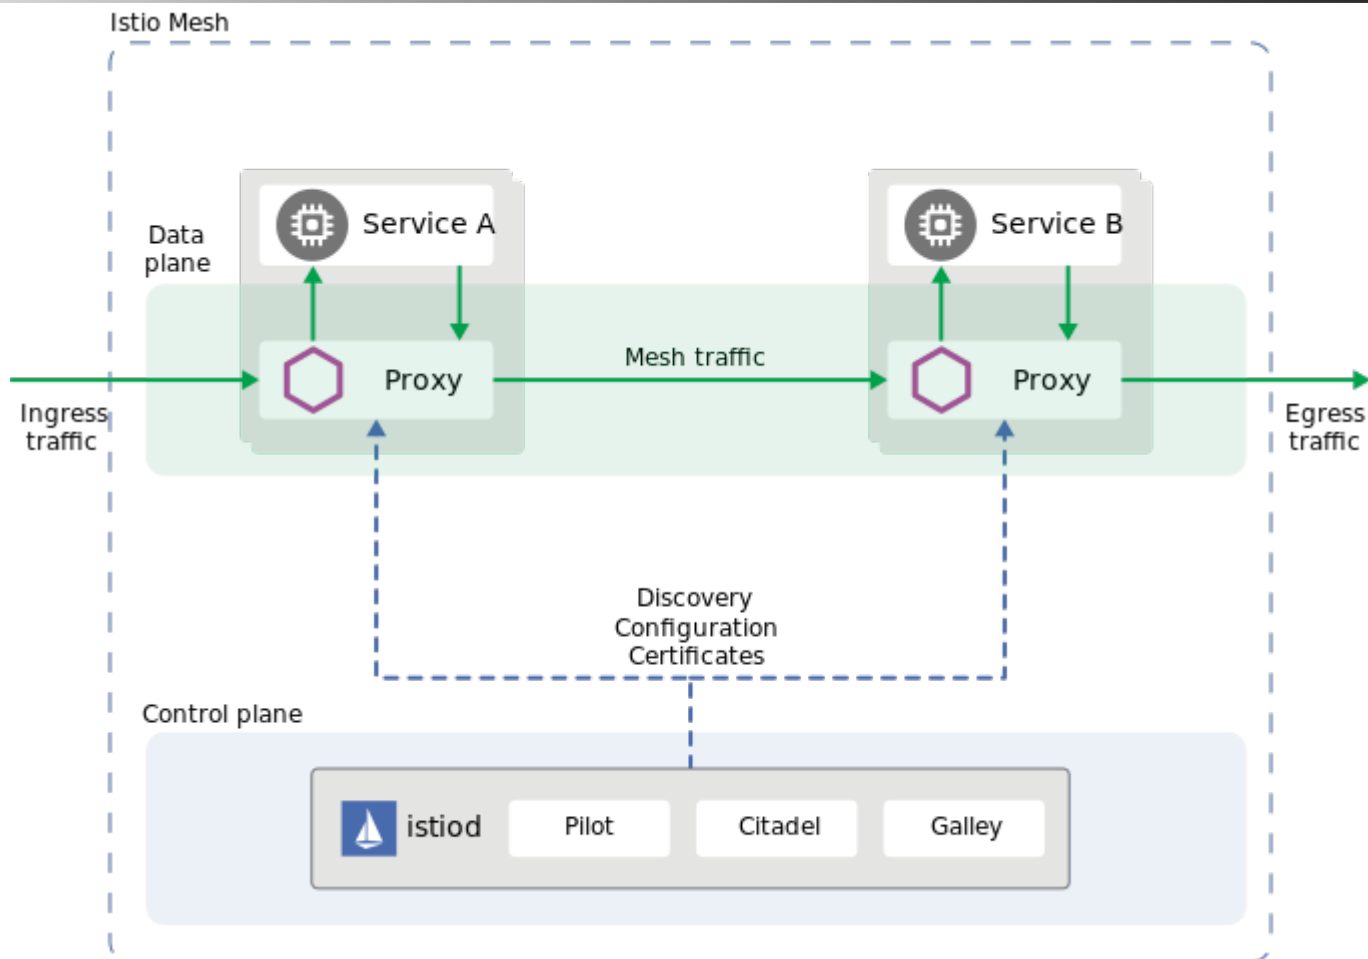 Istio Mesh
Data
plane
Service A
Service B
Proxy
Mesh traffic
Proxy
Ingress
traffic
Egress
traffic
Discovery
Configuration
Certificates
Control plane
istiod
Pilot
Citadel
Galley